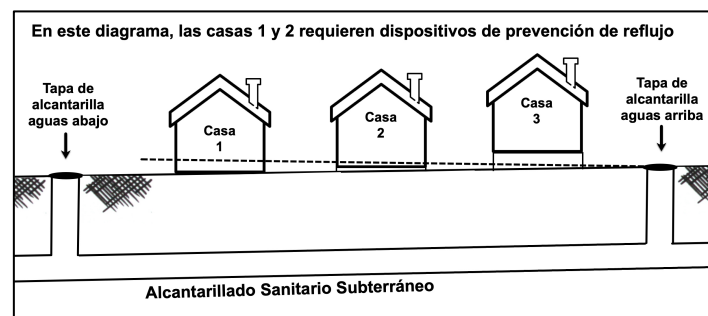 En este diagrama, las casas 1 y 2 requieren dispositivos de prevención de reflujo
Tapa de
alcantarilla
aguas abajo
Casa
1
Casa
2
Casa
3
Tapa de
alcantarilla
aguas arriba
Alcantarillado Sanitario Subterráneo